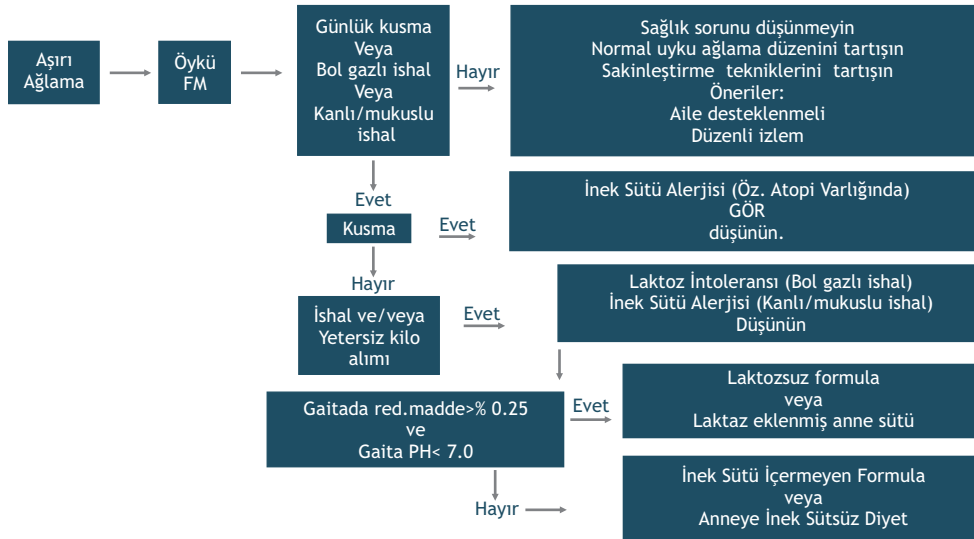 Aşırı
Ağlama
Öykü
FM
Günlük kusma
Veya
Bol gazlı ishal
Veya
Kanlı/mukuslu
ishal
Hayır
Sağlık sorunu düşünmeyin
Normal uyku ağlama düzenini tartışın
Sakinleştirme tekniklerini tartışın
Öneriler:
Aile desteklenmeli
Düzenli izlem
Evet
Kusma
Evet
İnek Sütü Alerjisi (Öz. Atopi Varlığında)
GÖR
düşünün.
Hayır
İshal ve/veya
Yetersiz kilo
alımı
Evet
Laktoz İntoleransı (Bol gazlı ishal)
İnek Sütü Alerjisi (Kanlı/mukuslu ishal)
Düşünün
Gaitada red.madde>% 0.25
ve
Gaita PH< 7.0
Evet
Laktozsuz formula
veya
Laktaz eklenmiş anne sütü
Hayır
İnek Sütü İçermeyen Formula
veya
Anneye İnek Sütsüz Diyet